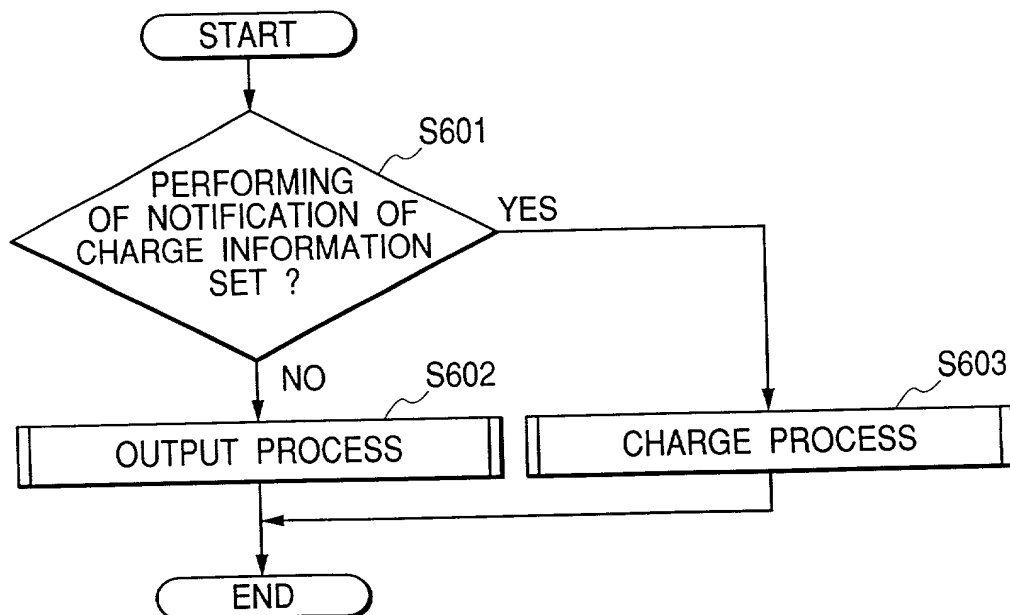 START
S601
PERFORMING
OF NOTIFICATION OF
CHARGE INFORMATION
SET ?
YES
NO
S602
OUTPUT PROCESS
S603
CHARGE PROCESS
END